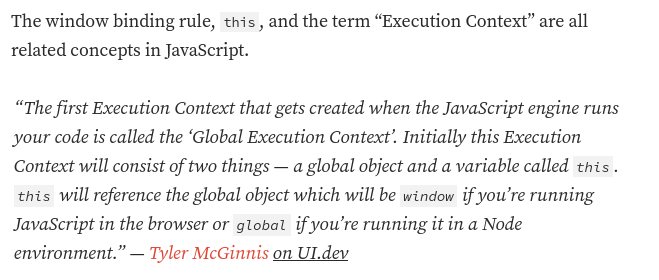 The window binding rule, this, and the term “Execution Context” are all
related concepts in JavaScript.
“The first Execution Context that gets created when the JavaScript engine runs
your code is called the ‘Global Execution Context’. Initially this Execution
Context will consist of two things — a global object and a variable called this.
this will reference the global object which will be window if you’re running
JavaScript in the browser or global if you’re running it in a Node
environment.” — Tyler McGinnis on UI.dev